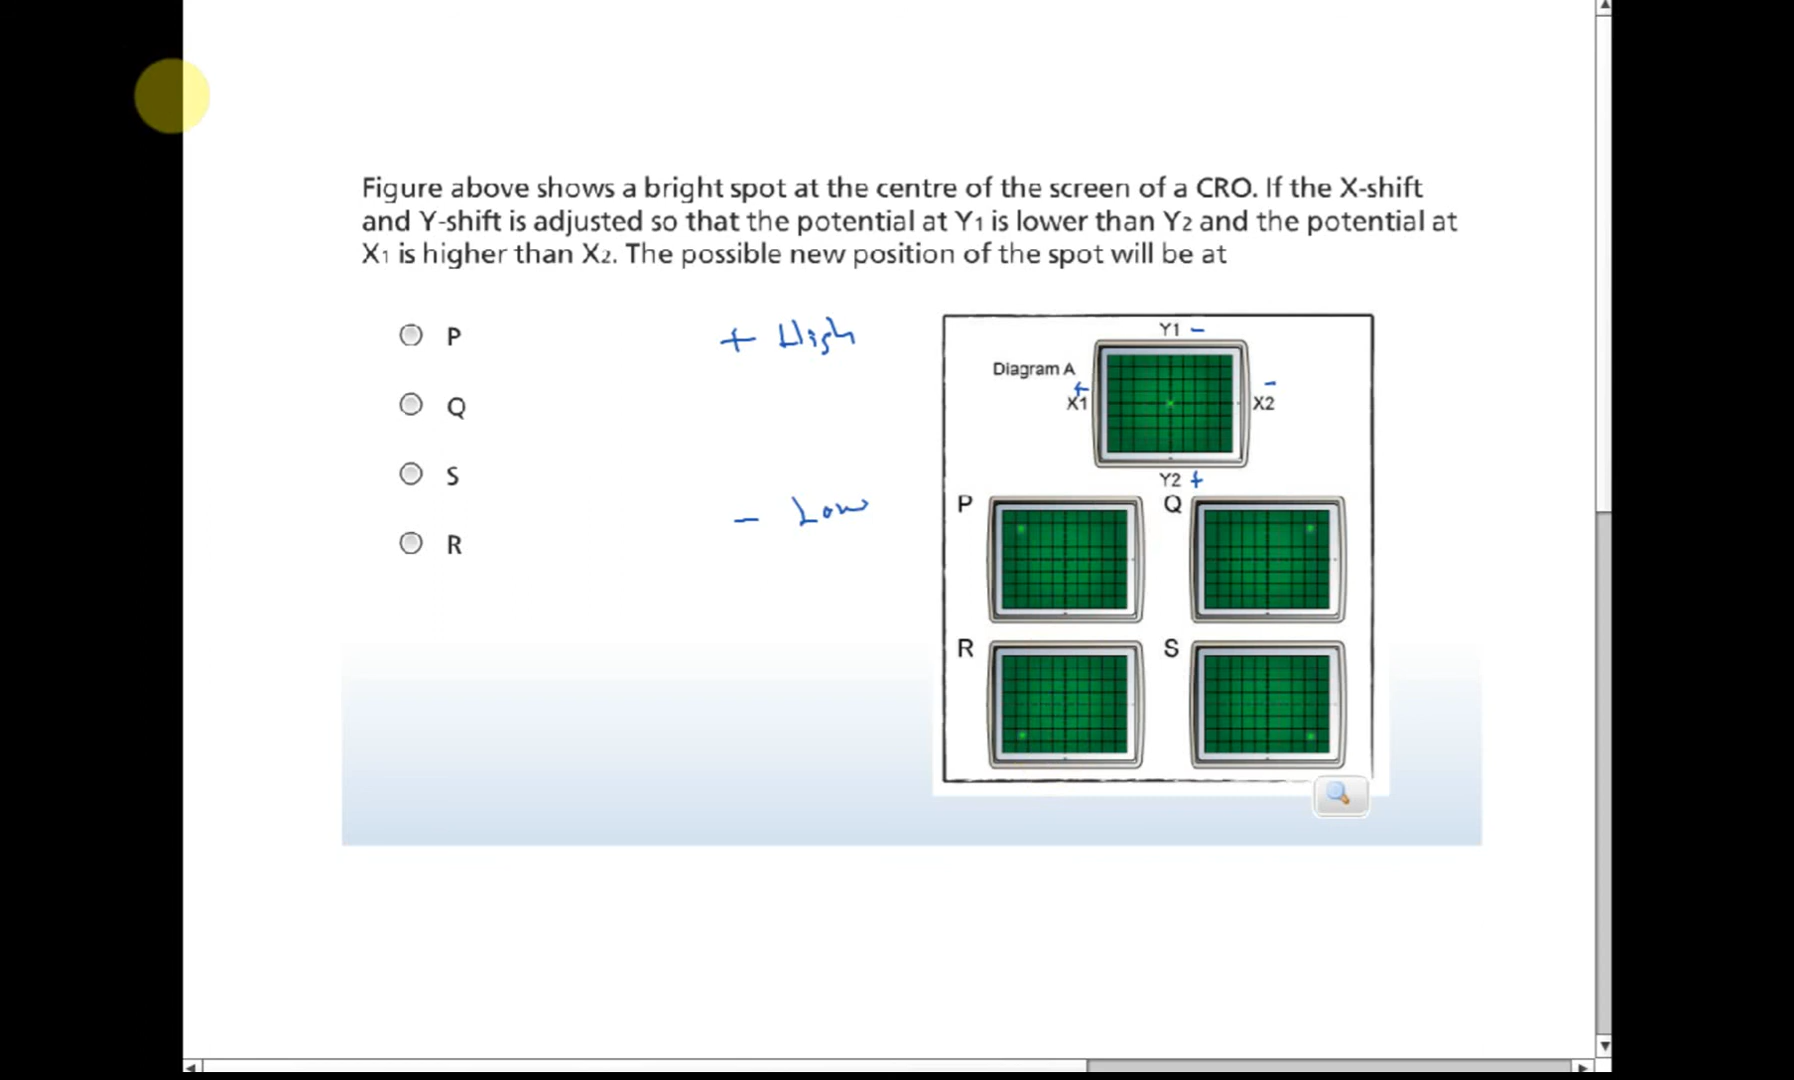 Figure above shows a bright spot at the centre of the screen of a CRO. If the X-shift
and Y-shift is adjusted so that the potential at Y1 is lower than Y2 and the potential at
X1 is higher than X2. The possible new position of the spot will be at
P
Q
S
R
+ High
- Low
Y1 -
Diagram A
+
X1
-
X2
Y2 +
P
Q
R
S